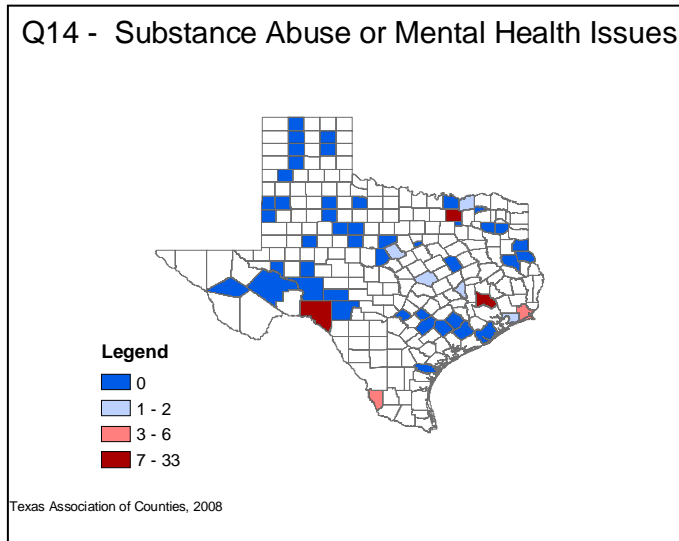 Q14 - Substance Abuse or Mental Health Issues
Legend
0
1 - 2
3 - 6
7 - 33
Texas Association of Counties, 2008